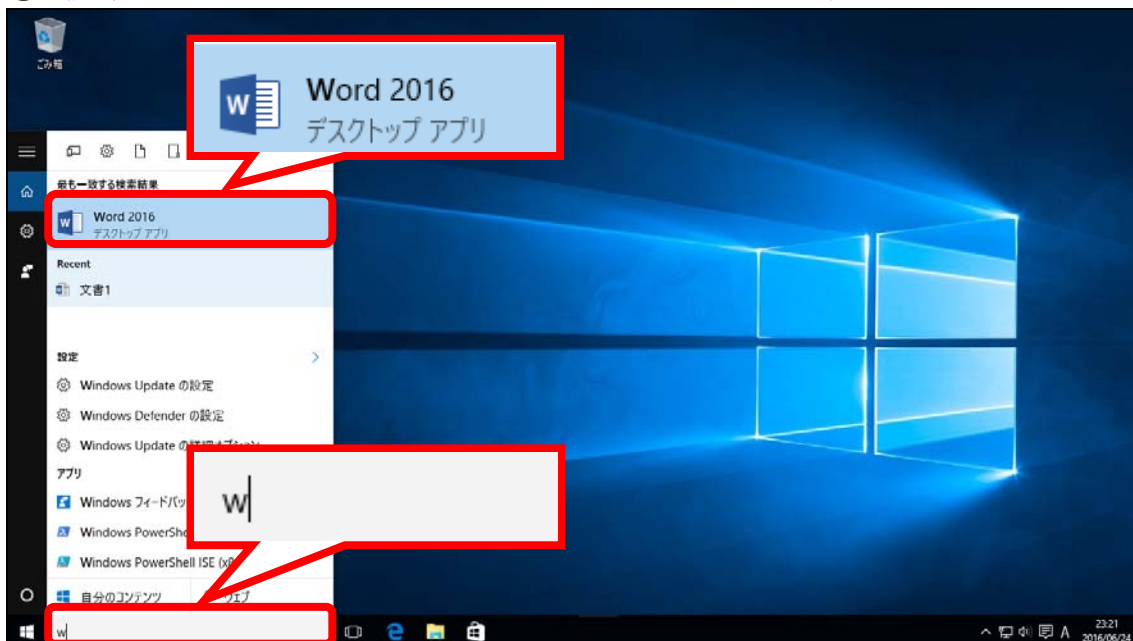 ごみ箱
Word 2016
デスクトップ アプリ
最も一致する検索結果
Word 2016
デスクトップ アプリ
Recent
文書1
設定
Windows Update の設定
Windows Defender の設定
Windows Update の
アプリ
Windows フィードバッ
w
Windows PowerShe
Windows PowerShell ISE
自分のコンテンツ
ウェブ
w
A
23:21
2016/06/24